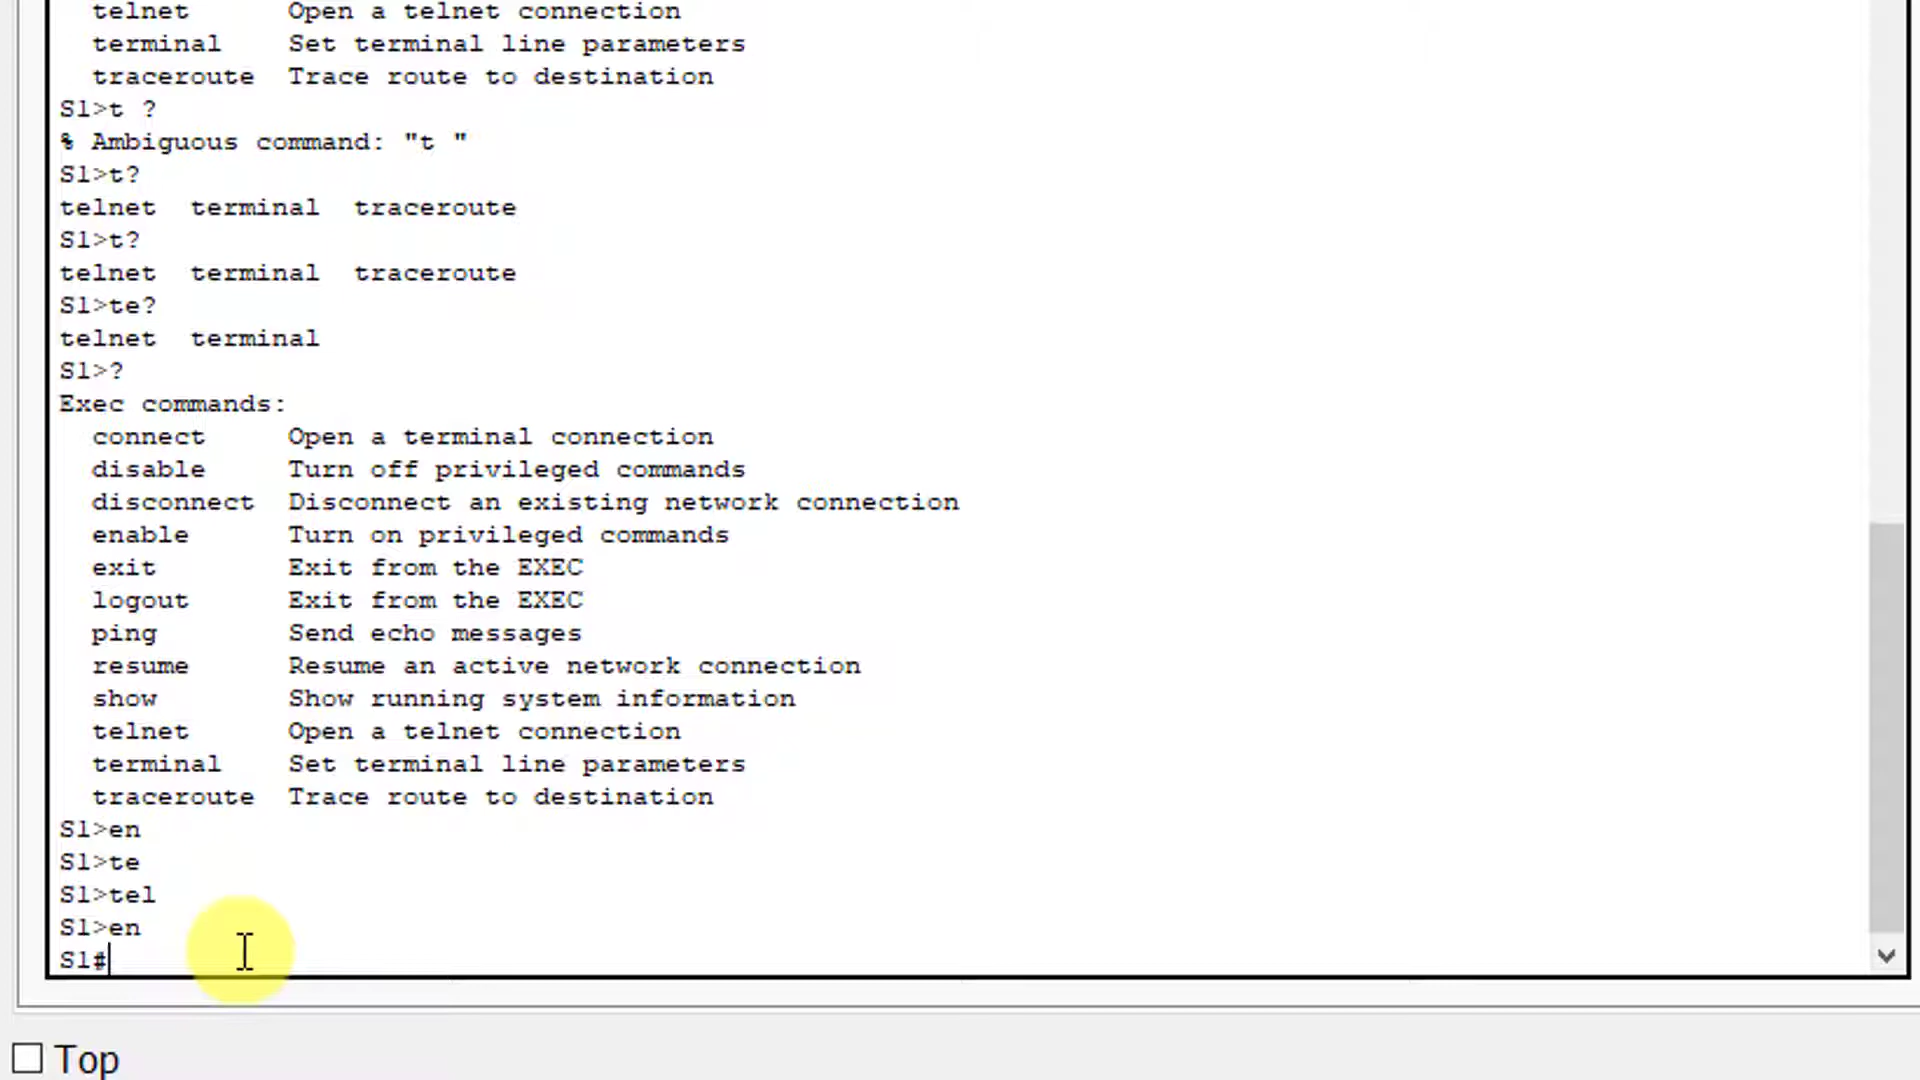 telnet Open a telnet connection
terminal Set terminal line parameters
traceroute Trace route to destination
S1>t ?
% Ambiguous command: "t "
S1>t?
telnet terminal traceroute
S1>t?
telnet terminal traceroute
S1>te?
telnet terminal
S1>?
Exec commands:
connect Open a terminal connection
disable Turn off privileged commands
disconnect Disconnect an existing network connection
enable Turn on privileged commands
exit Exit from the EXEC
logout Exit from the EXEC
ping Send echo messages
resume Resume an active network connection
show Show running system information
telnet Open a telnet connection
terminal Set terminal line parameters
traceroute Trace route to destination
S1>en
S1>te
S1>tel
S1>en
S1#
Top